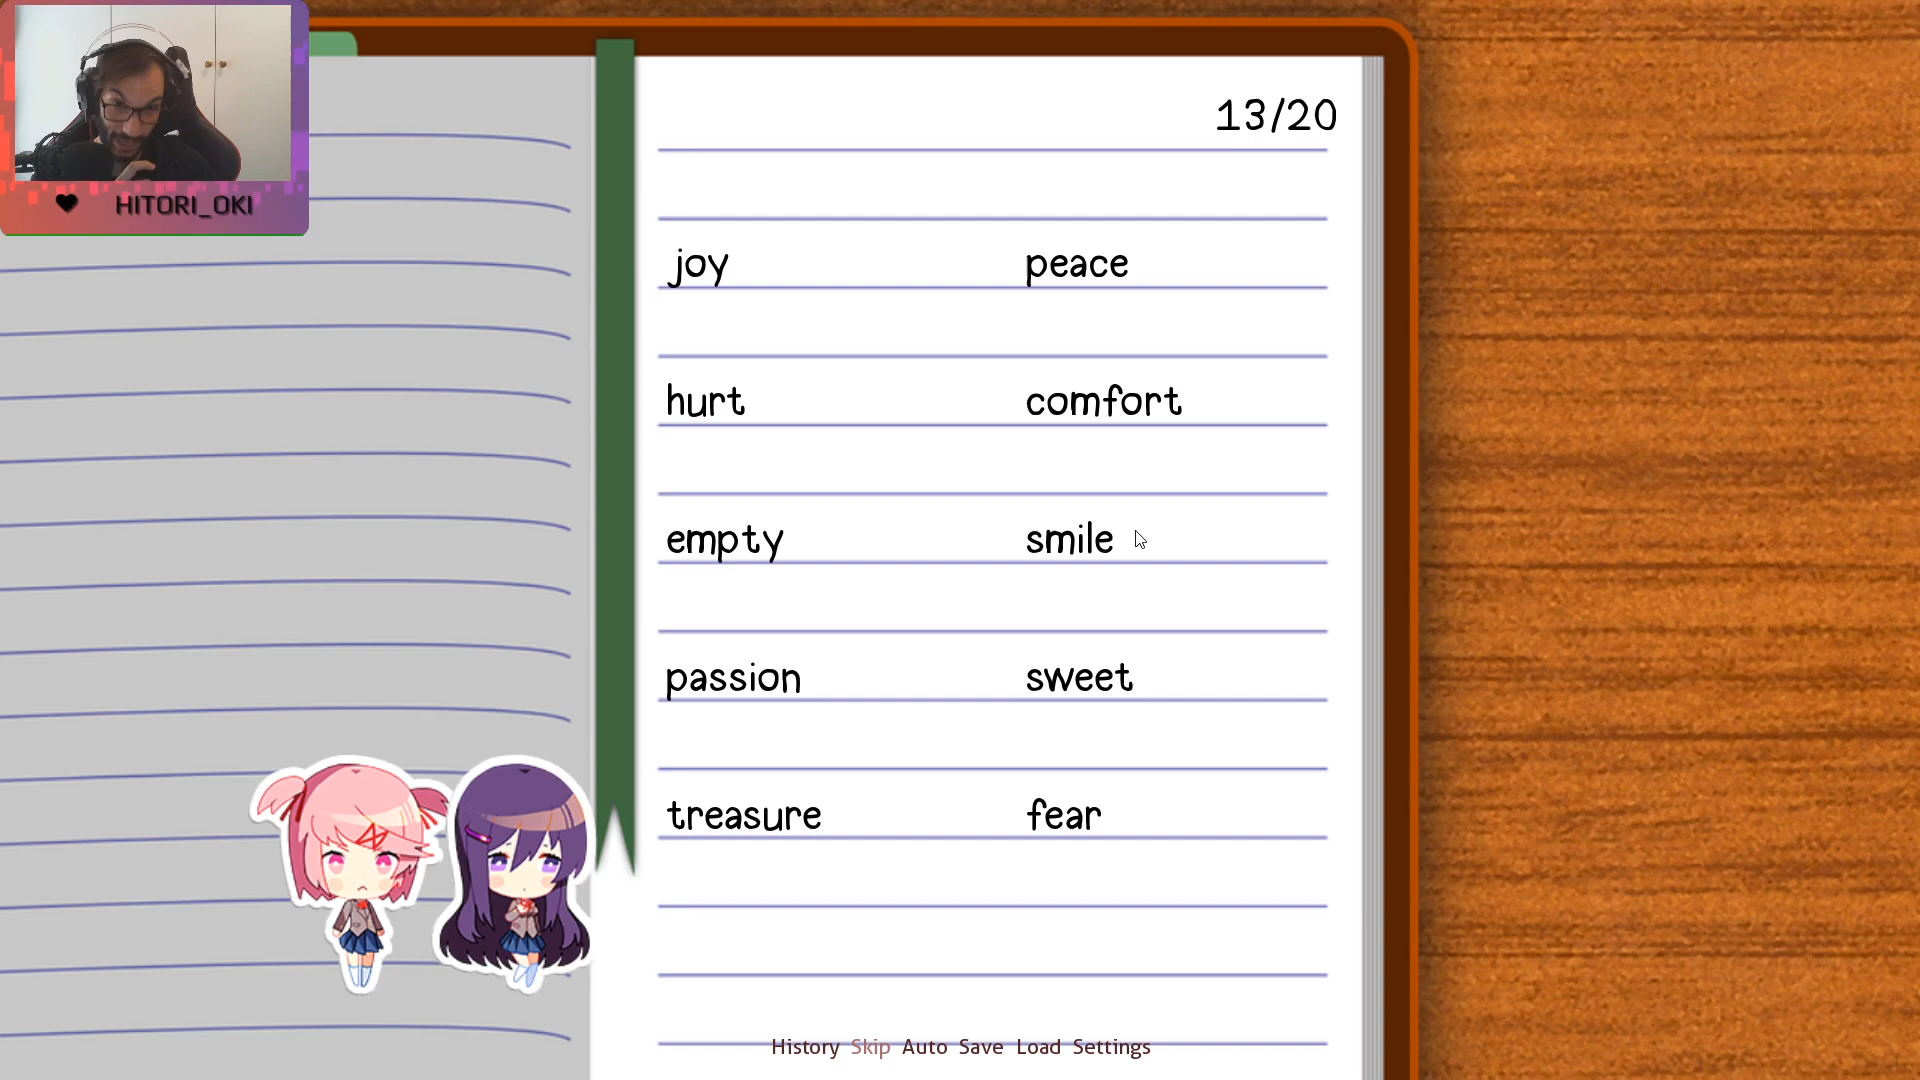 HITORI_OKI
13/20
joy peace
hurt comfort
empty smile
passion sweet
treasure fear
History Skip Auto Save Load Settings